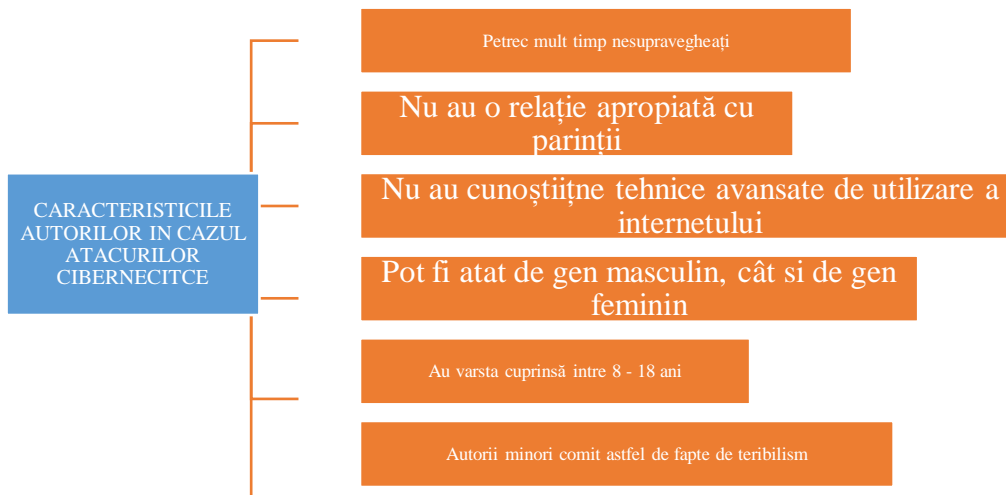 CARACTERISTICILE
AUTORILOR IN CAZUL
ATACURILOR
CIBERNECITCE
Petrec mult timp nesupravegheați
Nu au o relație apropiată cu
parinții
Nu au cunoștiițne tehnice avansate de utilizare a
internetului
Pot fi atat de gen masculin, cât si de gen
feminin
Au varsta cuprinsă intre 8 - 18 ani
Autorii minori comit astfel de fapte de teribilism